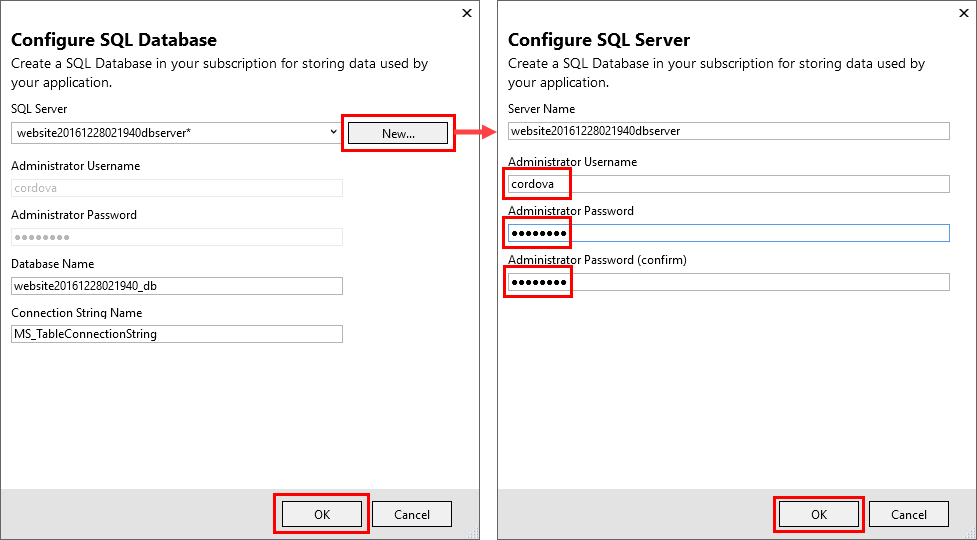 Configure SQL Database
Create a SQL Database in your subscription for storing data used by
your application.
SQL Server
website20161228021940dbserver*
New...
Administrator Username
cordova
Administrator Password
●●●●●●●●
Database Name
website20161228021940_db
Connection String Name
MS_TableConnectionString
OK
Cancel
Configure SQL Server
Create a SQL Database in your subscription for storing data used by
your application.
Server Name
website20161228021940dbserver
Administrator Username
cordova
Administrator Password
●●●●●●●●
Administrator Password (confirm)
●●●●●●●●
OK
Cancel